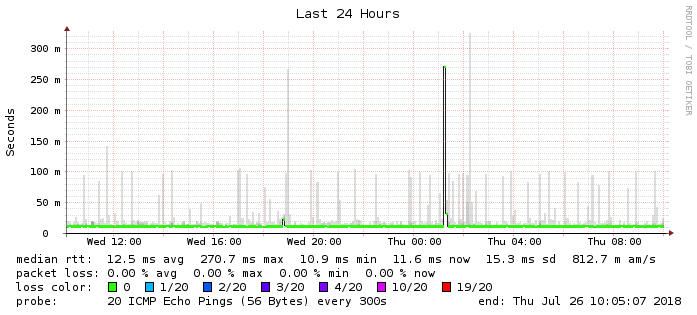 Last 24 Hours
RRDTOOL / TOBI OETIKER
Seconds
300 m
250 m
200 m
150 m
100 m
50 m
0
Wed 12:00 Wed 16:00 Wed 20:00 Thu 00:00 Thu 04:00 Thu 08:00
median rtt: 12.5 ms avg 270.7 ms max 10.9 ms min 11.6 ms now 15.3 ms sd 812.7 m am/s
packet loss: 0.00 % avg 0.00 % max 0.00 % min 0.00 % now
loss color: 0 1/20 2/20 3/20 4/20 10/20 19/20
probe: 20 ICMP Echo Pings (56 Bytes) every 300s end: Thu Jul 26 10:05:07 2018